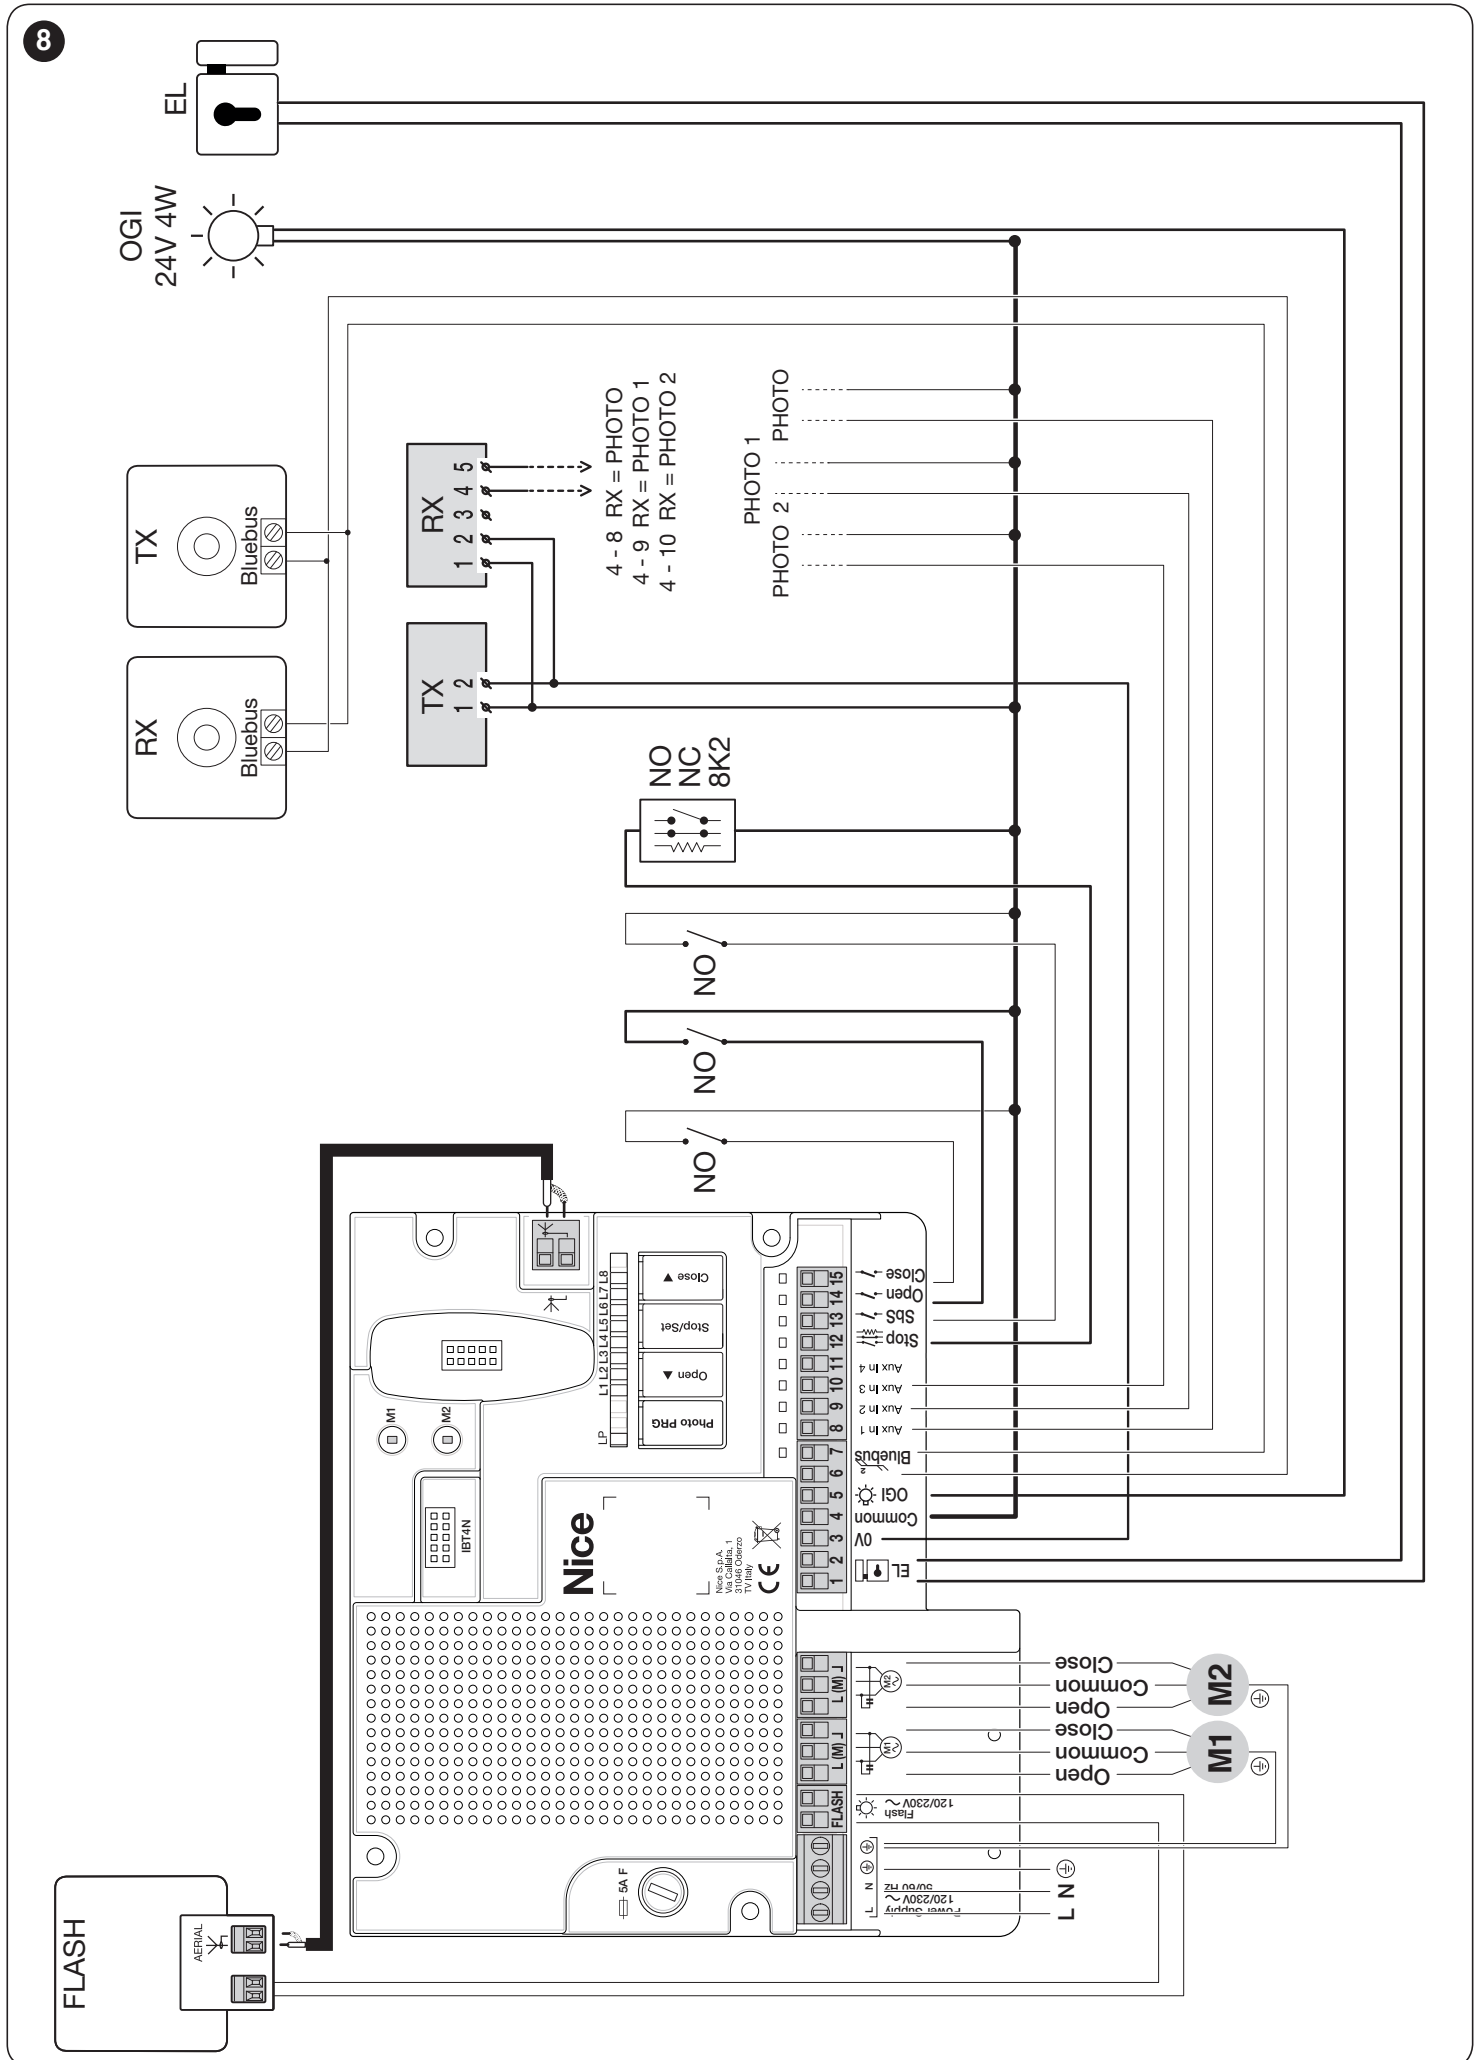 8
EL
OGI
24V 4W
TX
Bluebus
RX
Bluebus
RX
1 2 3 4 5
TX
1 2
4 - 8 RX = PHOTO
4 - 9 RX = PHOTO 1
4 - 10 RX = PHOTO 2
PHOTO
PHOTO 1
PHOTO 2
NO
NC
8K2
NO
NO
NO
M1
M2
IBT4N
LP
L1 L2 L3 L4 L5 L6 L7 L8
Photo PRG
Open ▲
Stop/Set
Close ▼
Nice
Nice S.p.A.
Via Callalta, 1
31046 Oderzo
TV Italy
CE
5A F
15 Close
14 Open
13 SbS
12 Stop
11 Aux In 4
10 Aux In 3
9 Aux In 2
8 Aux In 1
7 Bluebus
6 2
5 OGI
4 Common
3 0V
2
1 EL
L (M)
M2
L (M)
M1
FLASH
Flash
120/230V ~
Close
Common
Open
M2
Close
Common
Open
M1
L N
Power Supply
120/230V ~
50/60 Hz
L N
FLASH
AERIAL